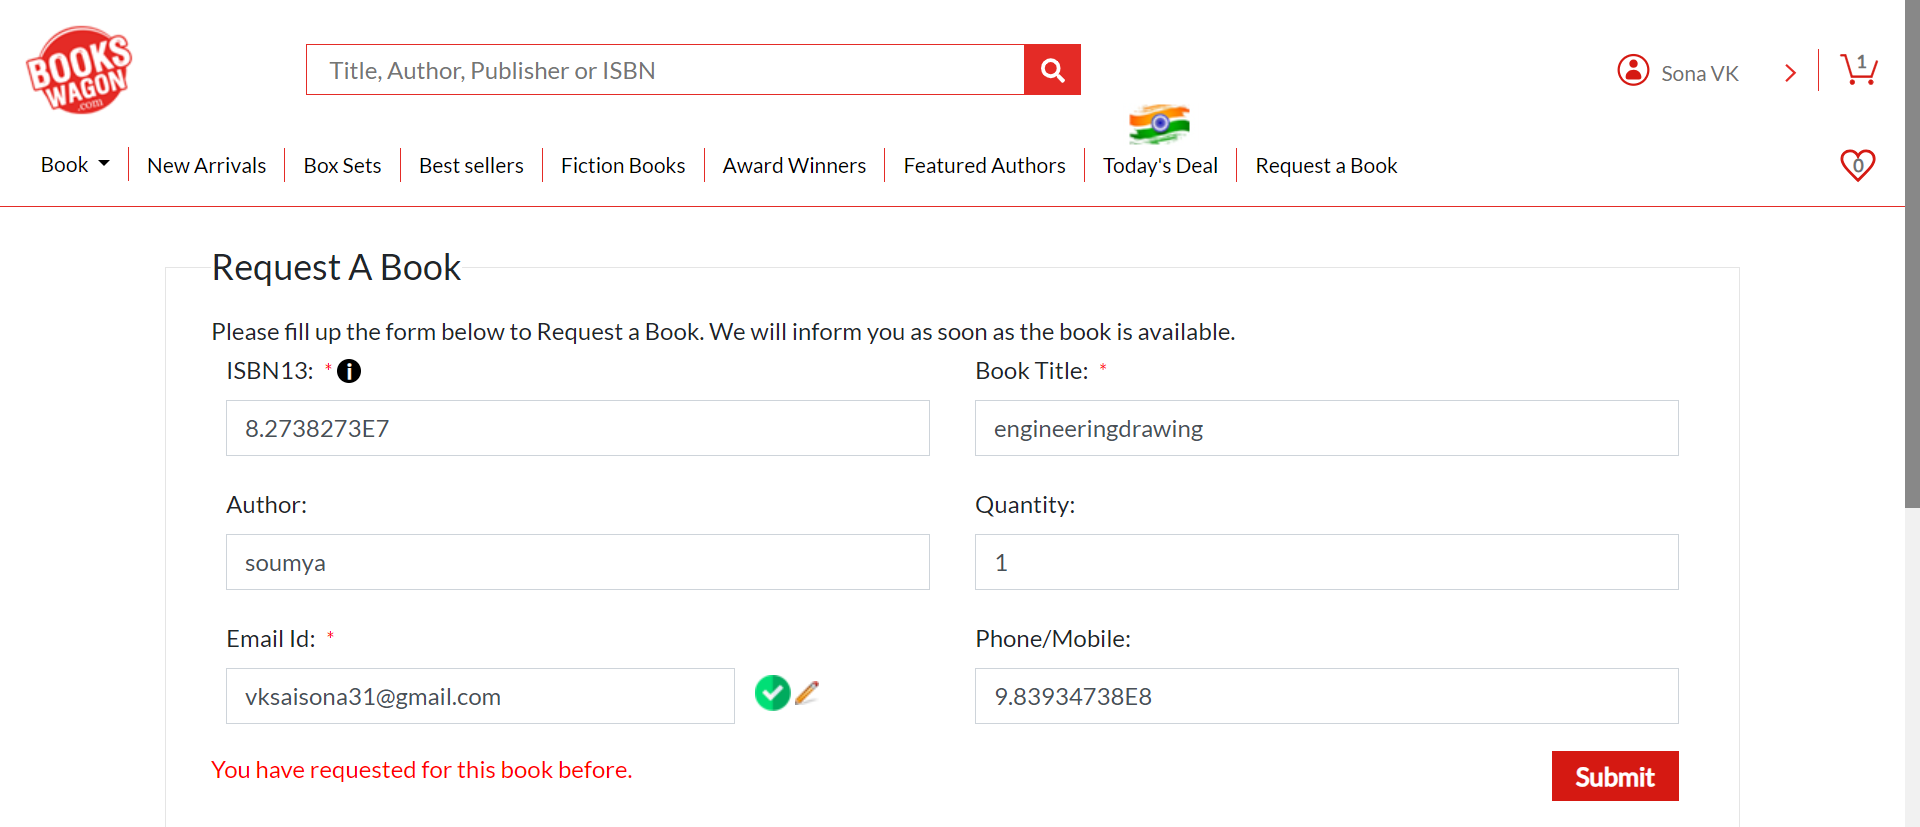 BOOKS
WAGON
.com
Title, Author, Publisher or ISBN
Sona VK
1
Book
New Arrivals
Box Sets
Best sellers
Fiction Books
Award Winners
Featured Authors
Today's Deal
Request a Book
0
Request A Book
Please fill up the form below to Request a Book. We will inform you as soon as the book is available.
ISBN13: *
Book Title: *
8.2738273E7
engineeringdrawing
Author:
Quantity:
soumya
1
Email Id: *
Phone/Mobile:
vksaisona31@gmail.com
9.83934738E8
You have requested for this book before.
Submit